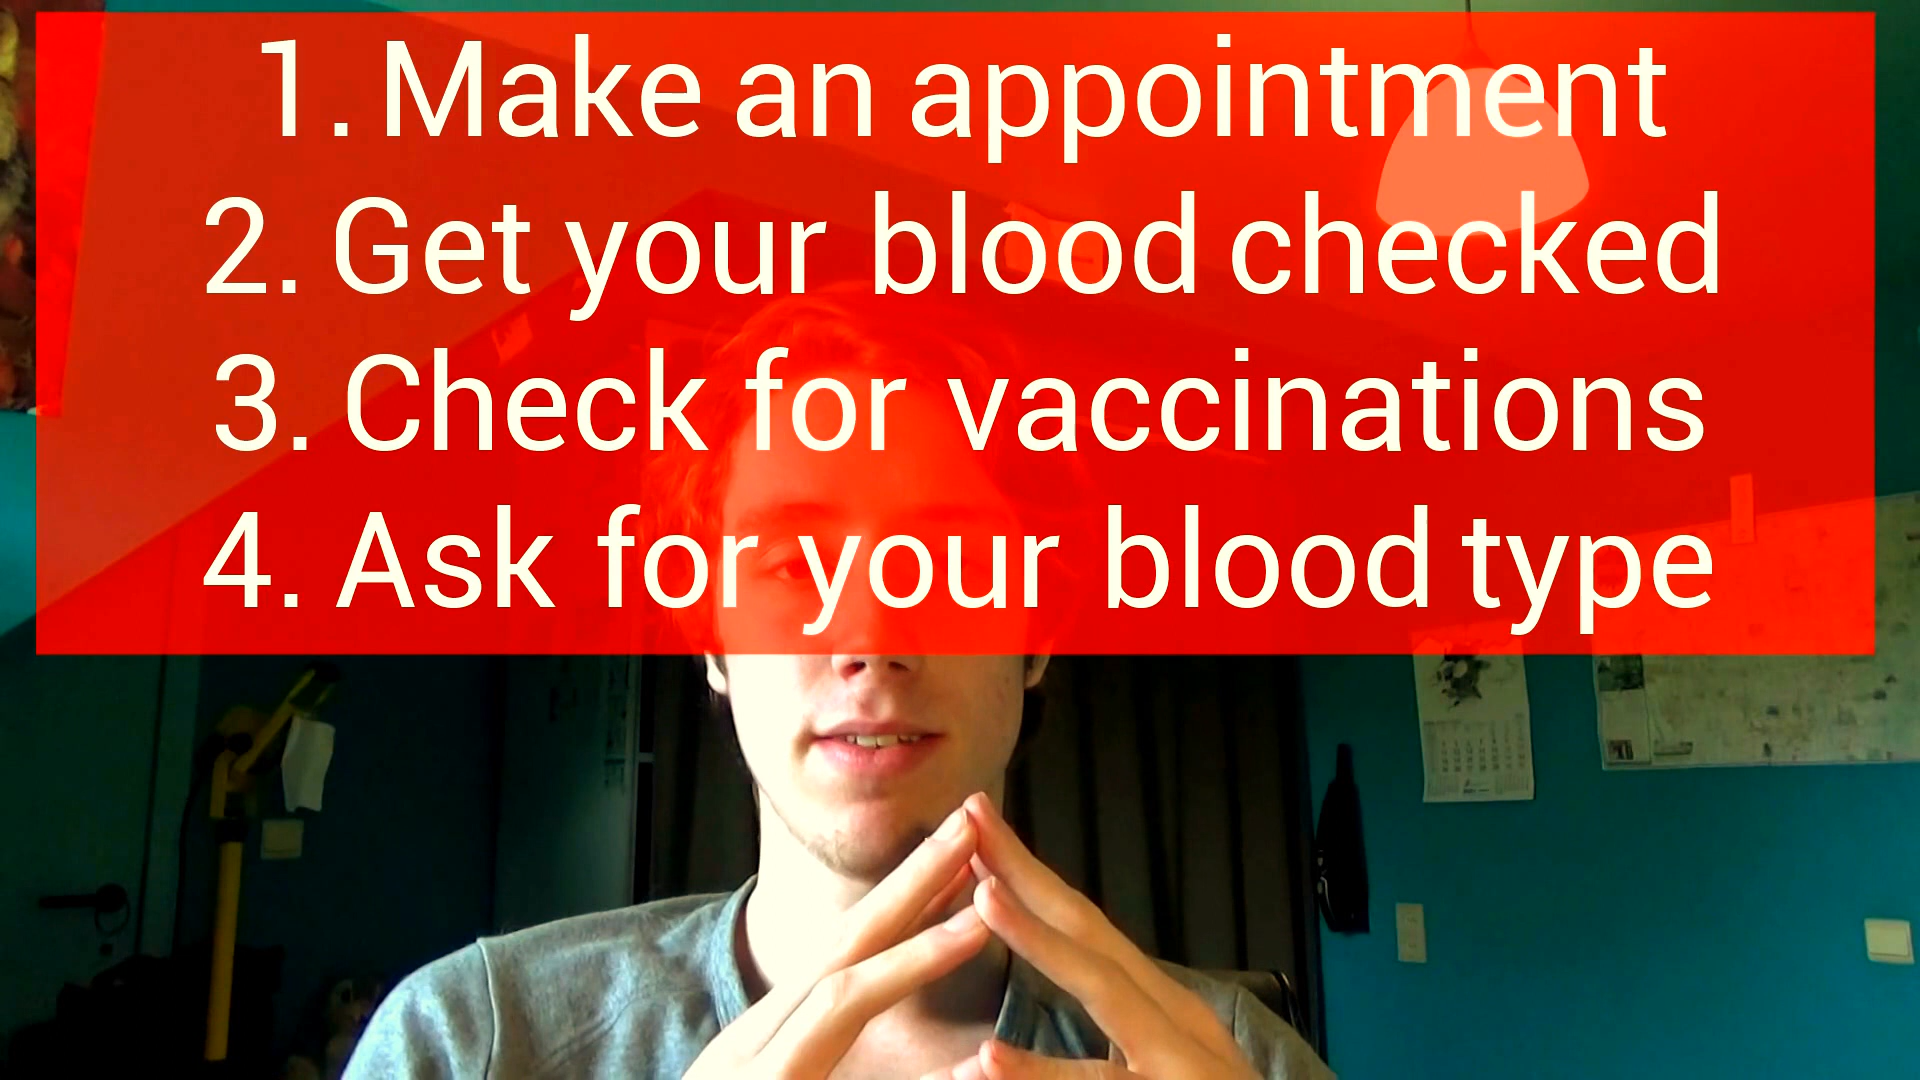 1. Make an appointment
2. Get your blood checked
3. Check for vaccinations
4. Ask for your blood type